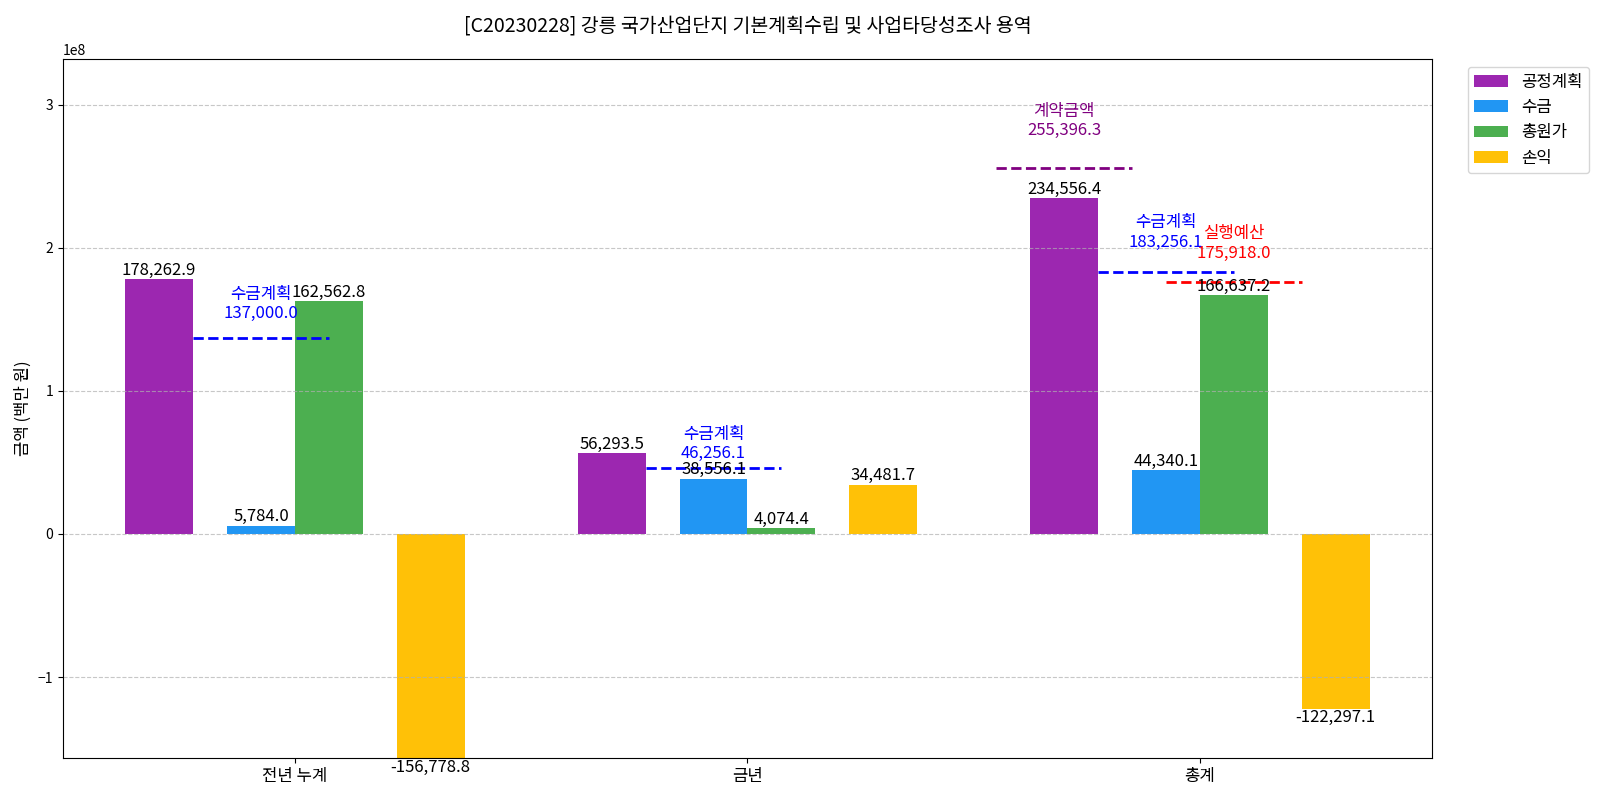 [C20230228] 강릉 국가산업단지 기본계획수립 및 사업타당성조사 용역
1e8
3
2
1
0
−1
금액 (백만 원)
공정계획
수금
총원가
손익
계약금액
255,396.3
234,556.4
수금계획
183,256.1
실행예산
175,918.0
166,637.2
178,262.9
수금계획
137,000.0
162,562.8
5,784.0
-156,778.8
56,293.5
수금계획
46,256.1
38,556.1
4,074.4
34,481.7
44,340.1
-122,297.1
전년 누계
금년
총계